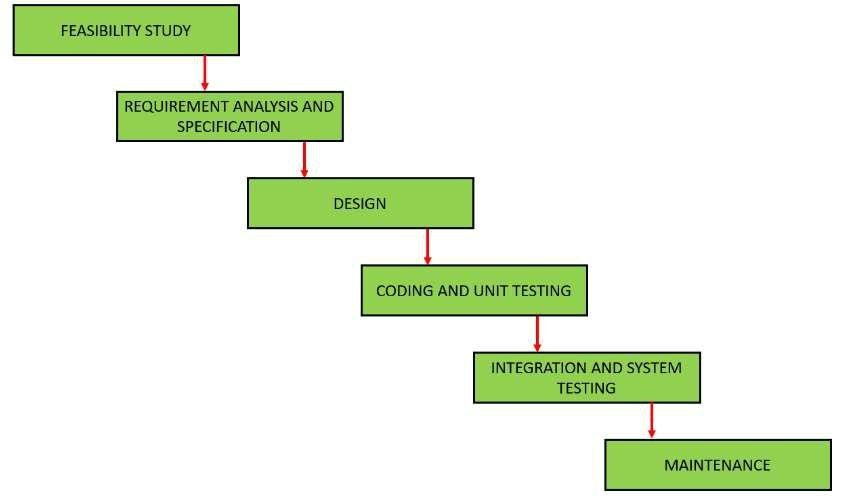 FEASIBILITY STUDY
REQUIREMENT ANALYSIS AND
SPECIFICATION
DESIGN
CODING AND UNIT TESTING
INTEGRATION AND SYSTEM
TESTING
MAINTENANCE